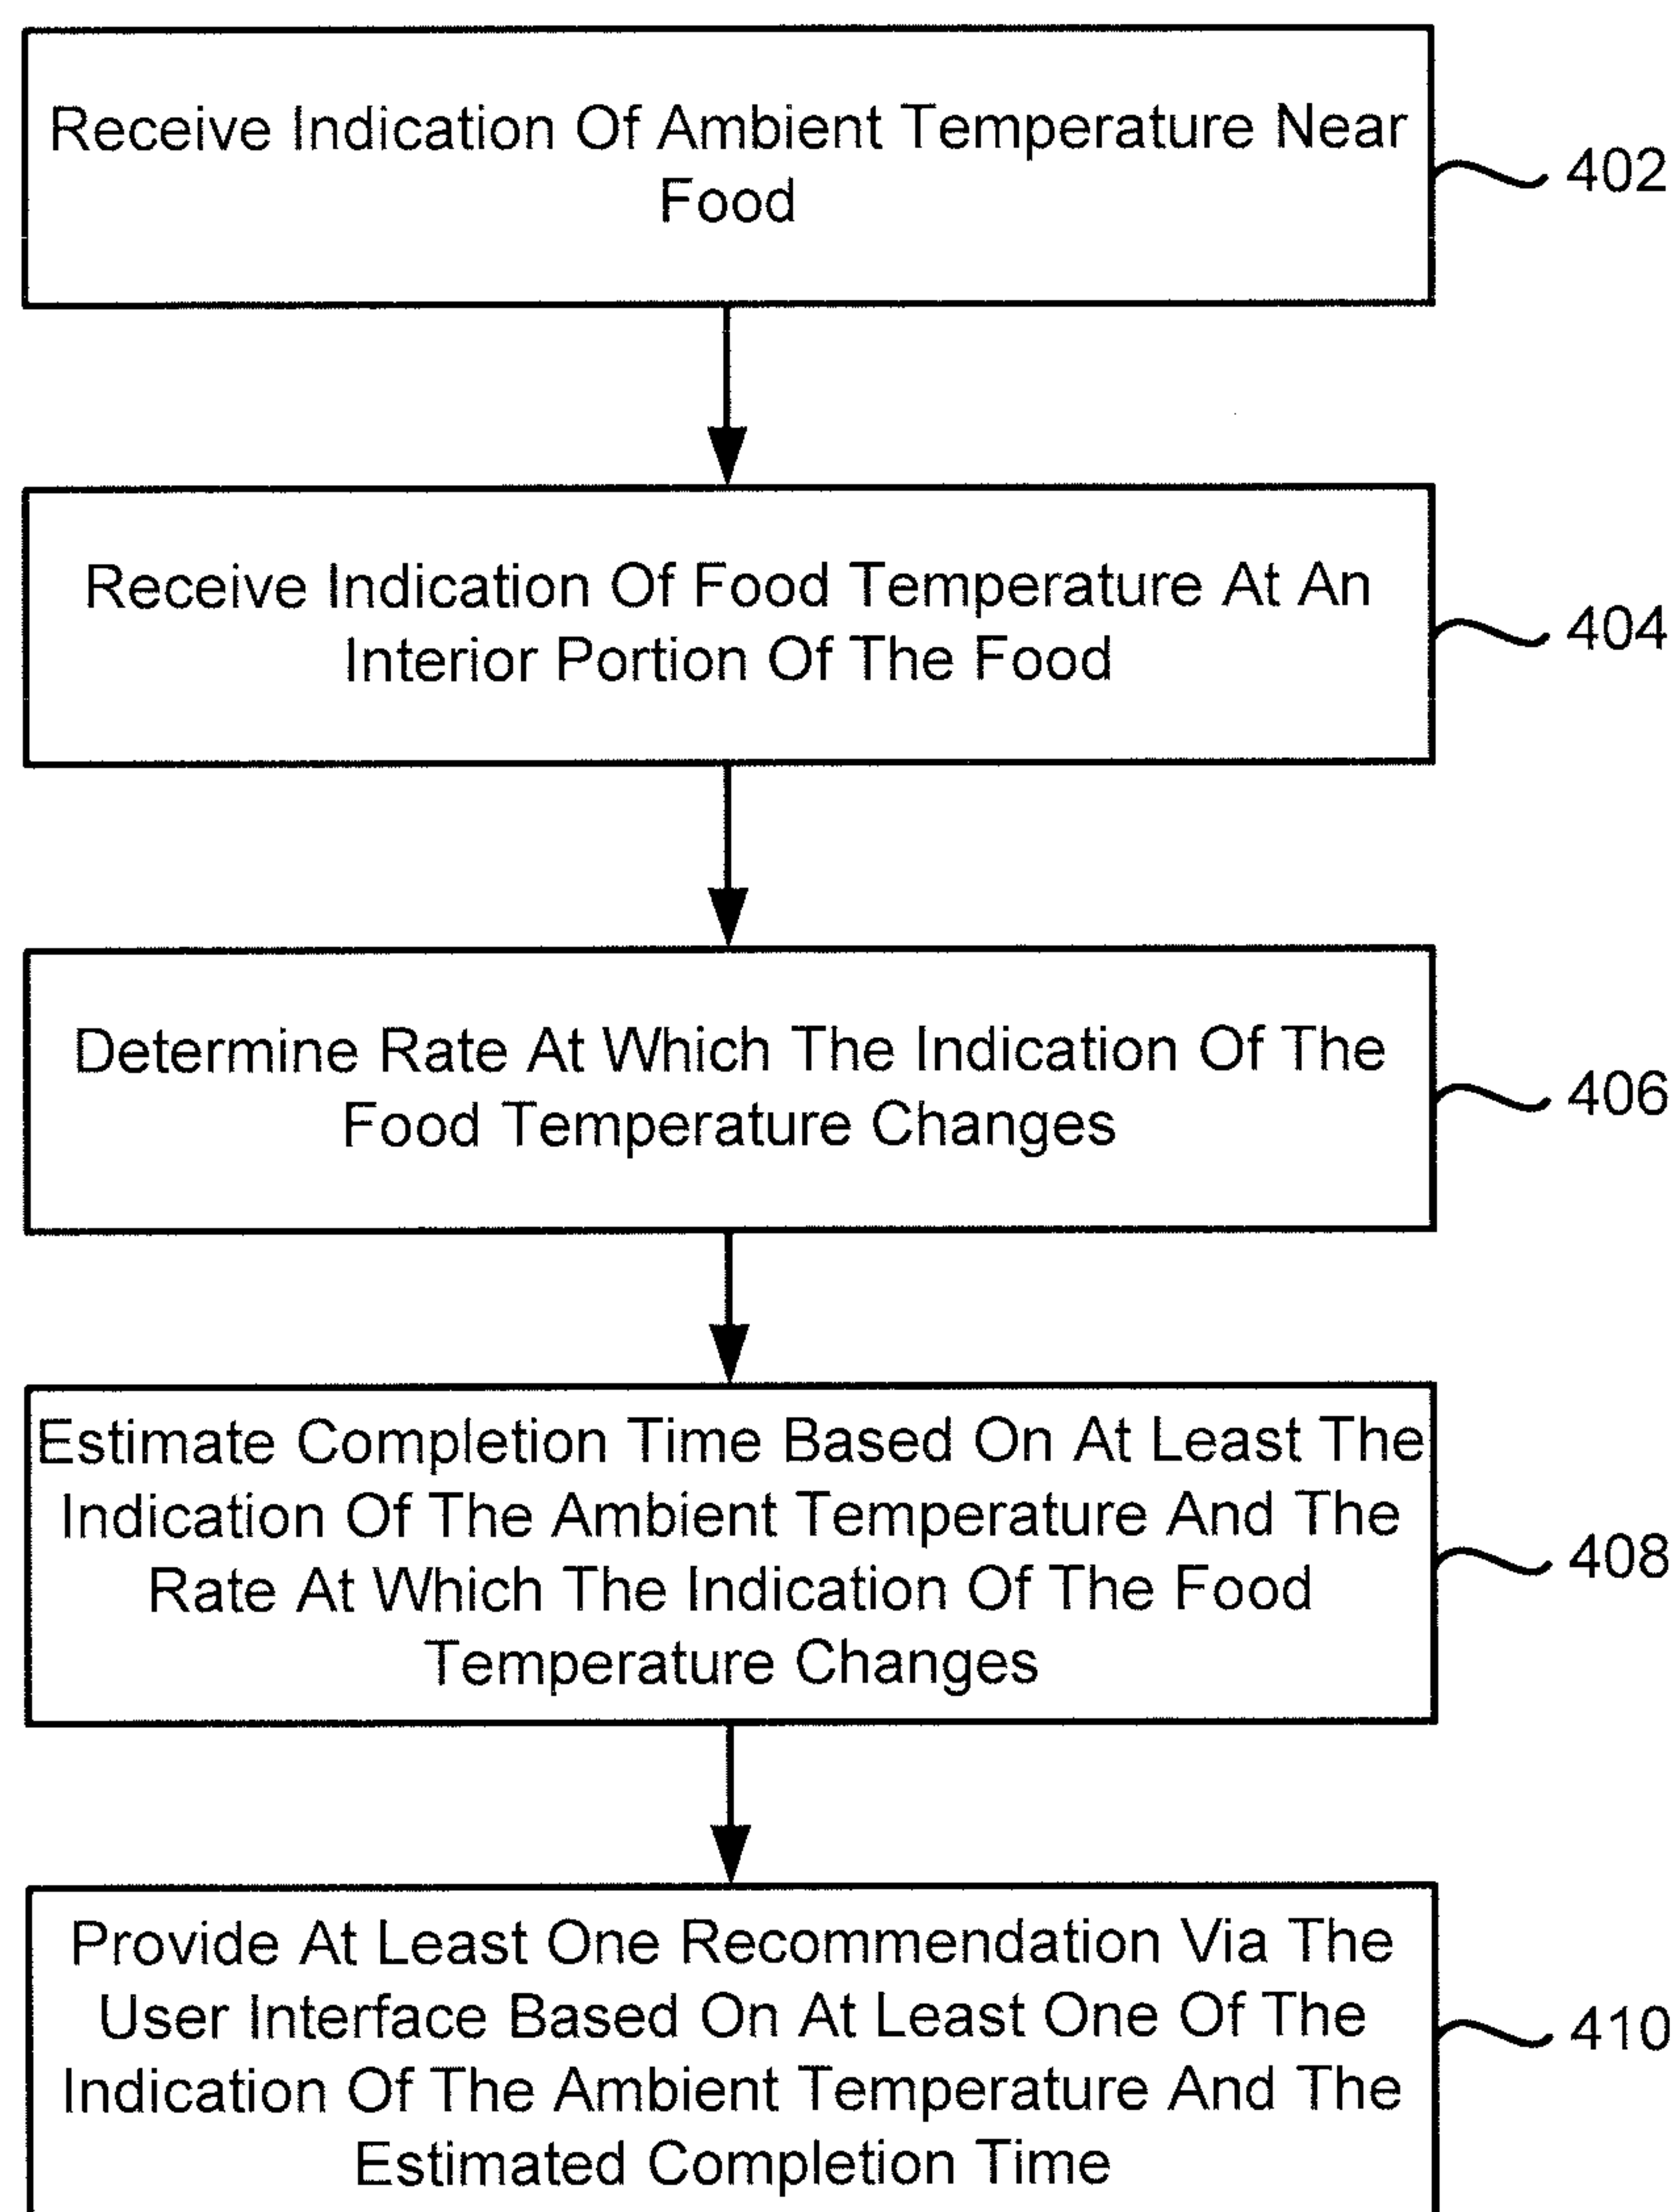 Receive Indication Of Ambient Temperature Near
Food
402
Receive Indication Of Food Temperature At An
Interior Portion Of The Food
404
Determine Rate At Which The Indication Of The
Food Temperature Changes
406
Estimate Completion Time Based On At Least The
Indication Of The Ambient Temperature And The
Rate At Which The Indication Of The Food
Temperature Changes
408
Provide At Least One Recommendation Via The
User Interface Based On At Least One Of The
Indication Of The Ambient Temperature And The
Estimated Completion Time
410